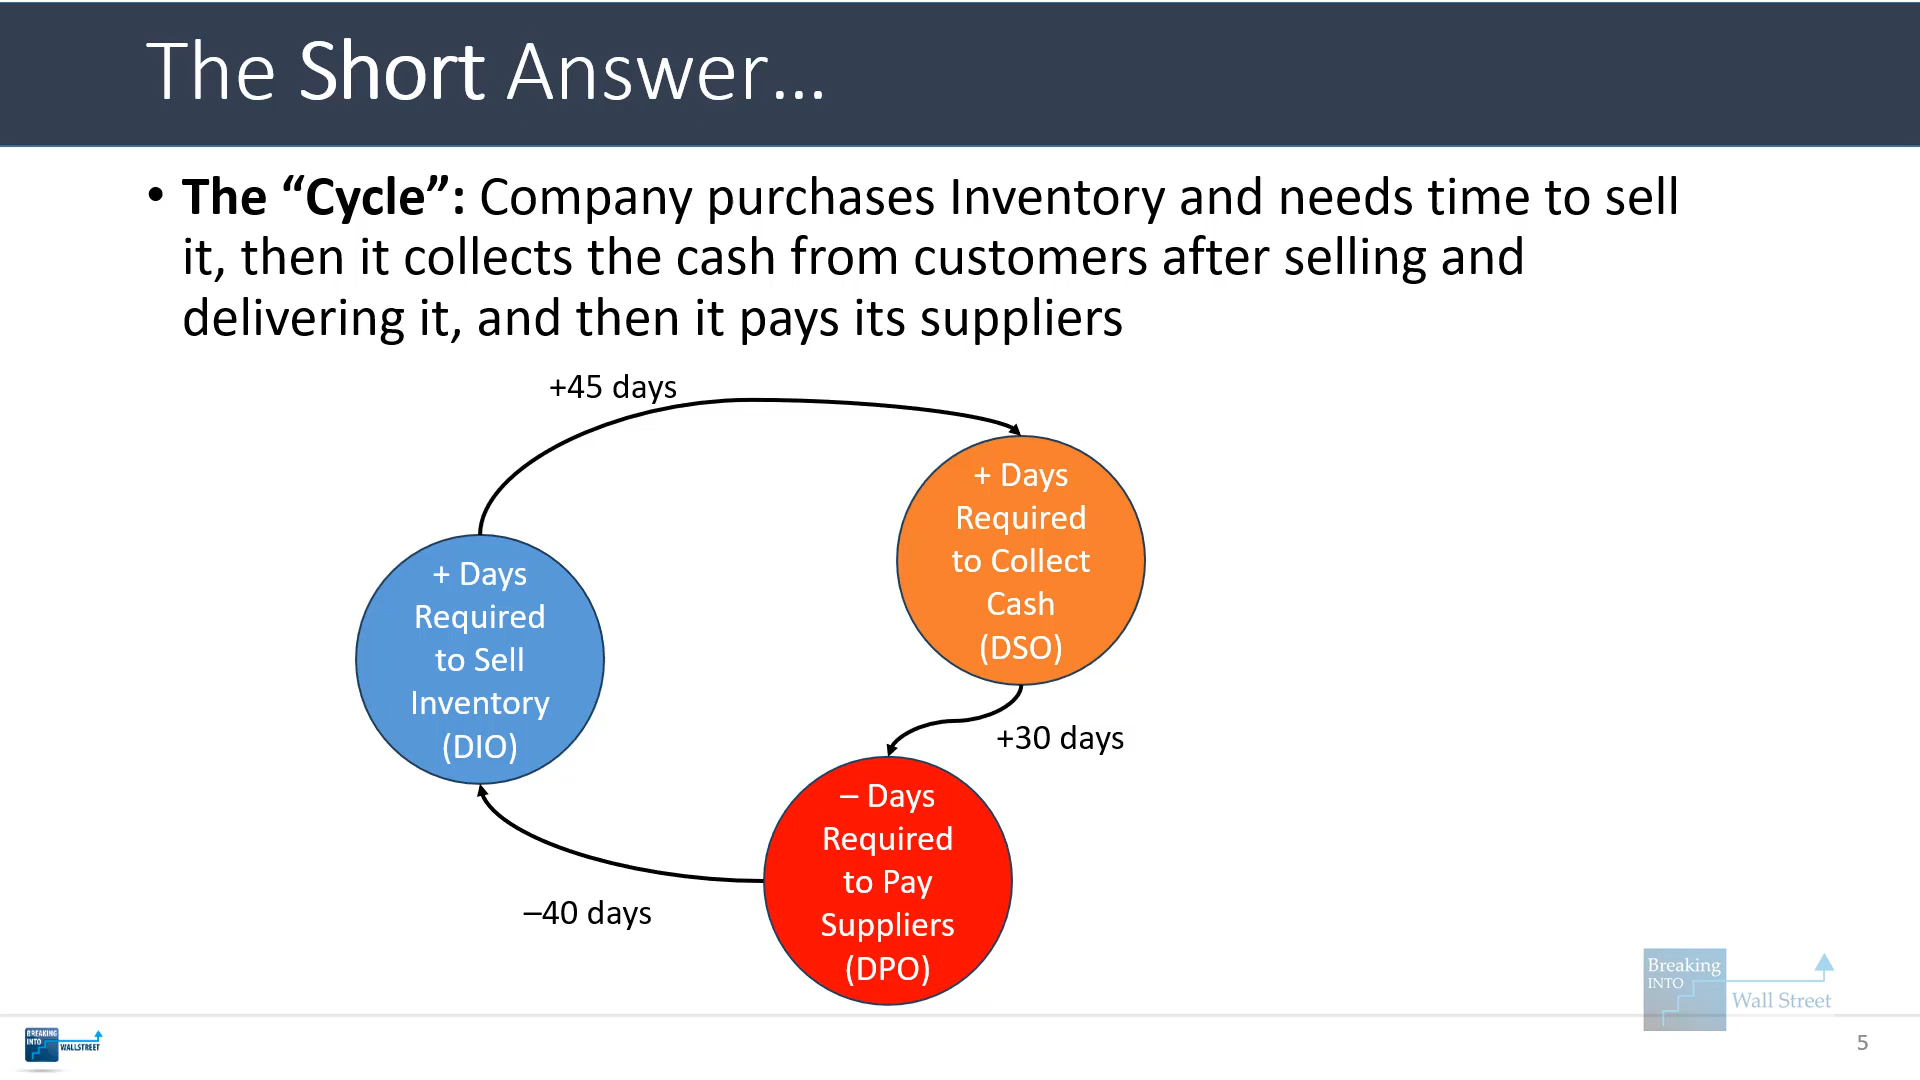 The Short Answer...
• The “Cycle”: Company purchases Inventory and needs time to sell
it, then it collects the cash from customers after selling and
delivering it, and then it pays its suppliers
+45 days
+ Days
Required
to Collect
Cash
(DSO)
+ Days
Required
to Sell
Inventory
(DIO)
+30 days
– Days
Required
to Pay
Suppliers
(DPO)
–40 days
Breaking
INTO
Wall Street
BREAKING
INTO
WALLSTREET
5